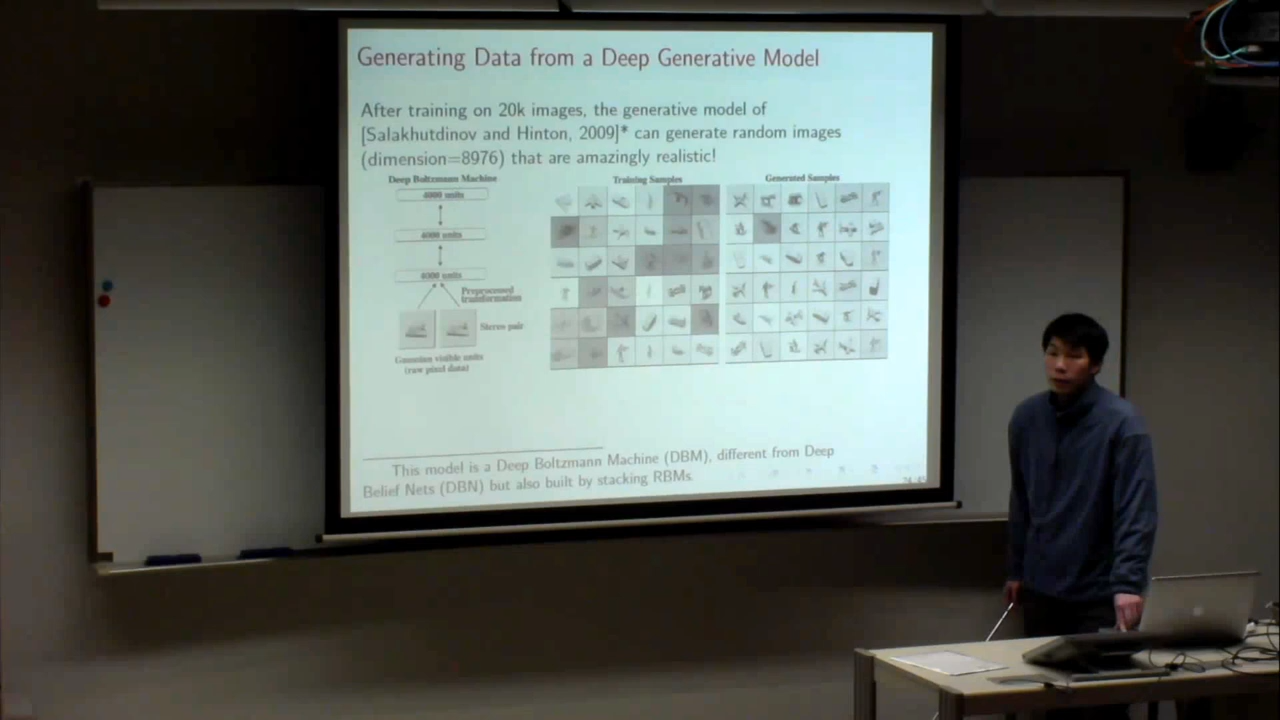 Generating Data from a Deep Generative Model
After training on 20k images, the generative model of
[Salakhutdinov and Hinton, 2009]* can generate random images
(dimension=8976) that are amazingly realistic!
Deep Boltzmann Machine
4000 units
4000 units
4000 units
Preprocessed
transformation
Stereo pair
Gaussian visible units
(raw pixel data)
Training Samples
Generated Samples
This model is a Deep Boltzmann Machine (DBM), different from Deep
Belief Nets (DBN) but also built by stacking RBMs.